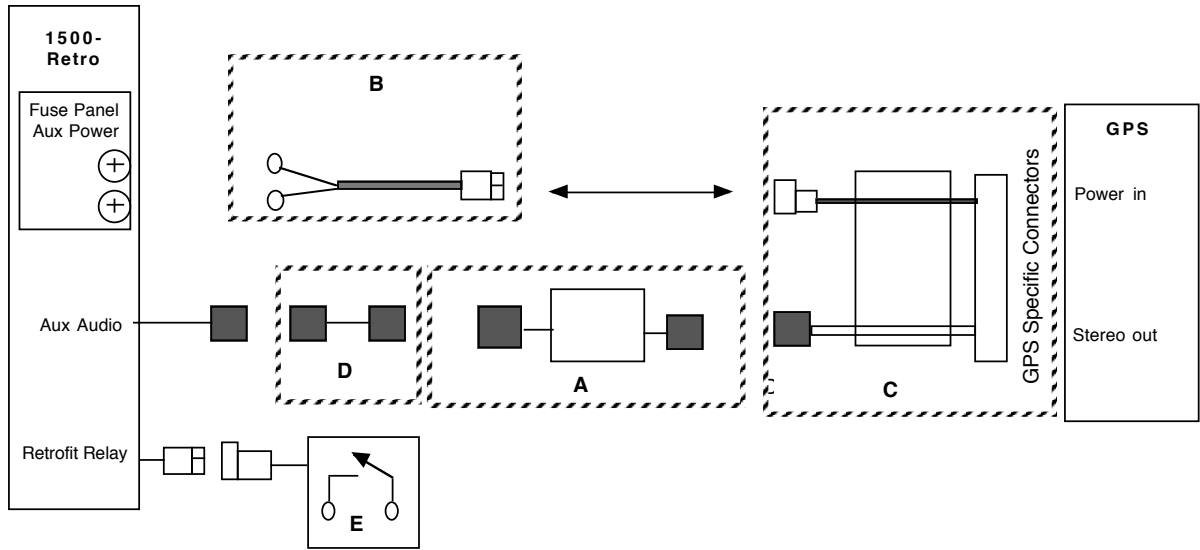 1500-
Retro
Fuse Panel
Aux Power
B
GPS
Power in
GPS Specific Connectors
Aux Audio
Stereo out
D
A
C
Retrofit Relay
E